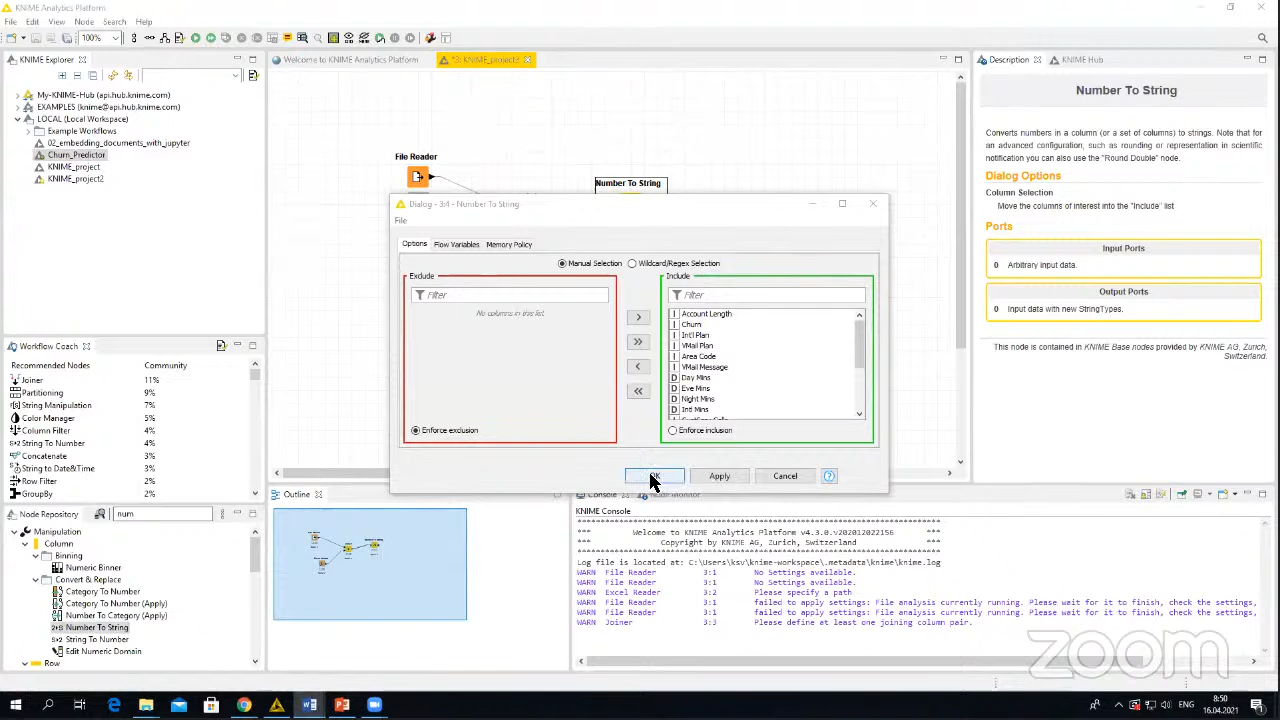 KNIME Analytics Platform
File Edit View Node Search Help
100%
KNIME Explorer
My-KNIME-Hub (api.hub.knime.com)
EXAMPLES (knime@api.hub.knime.com)
LOCAL (Local Workspace)
Example Workflows
02_embedding_documents_with_jupyter
Churn_Predictor
KNIME_project
KNIME_project2
Welcome to KNIME Analytics Platform
*3: KNIME_project3
File Reader
Number To String
Dialog - 3:4 - Number To String
File
Options Flow Variables Memory Policy
Manual Selection Wildcard/Regex Selection
Exclude
Filter
No columns in this list
Enforce exclusion
Include
Filter
I Account Length
I Churn
I Int'l Plan
I VMail Plan
I Area Code
I VMail Message
D Day Mins
D Eve Mins
D Night Mins
D Intl Mins
Enforce inclusion
OK Apply Cancel
Description KNIME Hub
Number To String
Converts numbers in a column (or a set of columns) to strings. Note that for
an advanced configuration, such as rounding or representation in scientific
notation you can also use the "Round Double" node.
Dialog Options
Column Selection
Move the columns of interest into the "Include" list
Ports
Input Ports
0 Arbitrary input data.
Output Ports
0 Input data with new StringTypes.
This node is contained in KNIME Base nodes provided by KNIME AG, Zurich,
Switzerland.
Workflow Coach
Recommended Nodes Community
Joiner 11%
Partitioning 9%
String Manipulation 7%
Color Manager 5%
Column Filter 4%
String To Number 4%
Concatenate 3%
String to Date&Time 3%
Row Filter 2%
GroupBy 2%
Node Repository num
Manipulation
Column
Binning
Numeric Binner
Convert & Replace
Category To Number
Category To Number (Apply)
Number To Category (Apply)
Number To String
String To Number
Edit Numeric Domain
Row
Outline
Console Node Monitor
KNIME Console
*** Welcome to KNIME Analytics Platform v4.3.0.v202012022156 ***
*** Copyright by KNIME AG, Zurich, Switzerland ***
Log file is located at: C:\Users\ksv\knime-workspace\.metadata\knime\knime.log
WARN File Reader 3:1 No Settings available.
WARN File Reader 3:1 No Settings available.
WARN Excel Reader 3:2 Please specify a path
WARN File Reader 3:1 failed to apply settings: File analysis currently running. Please wait for it to finish, check the settings,
WARN File Reader 3:1 failed to apply settings: File analysis currently running. Please wait for it to finish, check the settings,
WARN Joiner 3:3 Please define at least one joining column pair.
zoom
ENG
8:50
16.04.2021